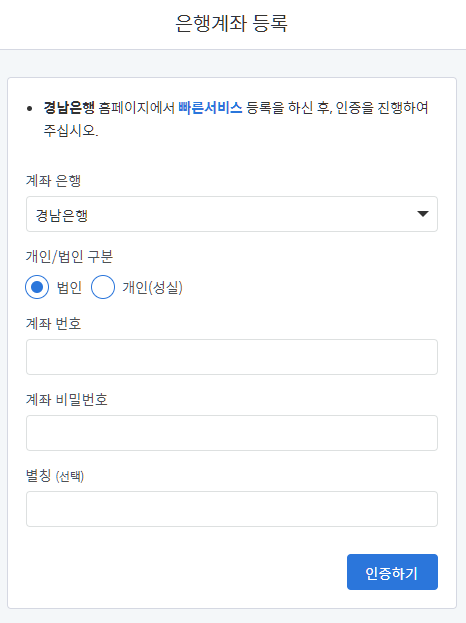 은행계좌 등록
경남은행 홈페이지에서 빠른서비스 등록을 하신 후, 인증을 진행하여
주십시오.
계좌 은행
경남은행
개인/법인 구분
법인 개인(성실)
계좌 번호
계좌 비밀번호
별칭 (선택)
인증하기